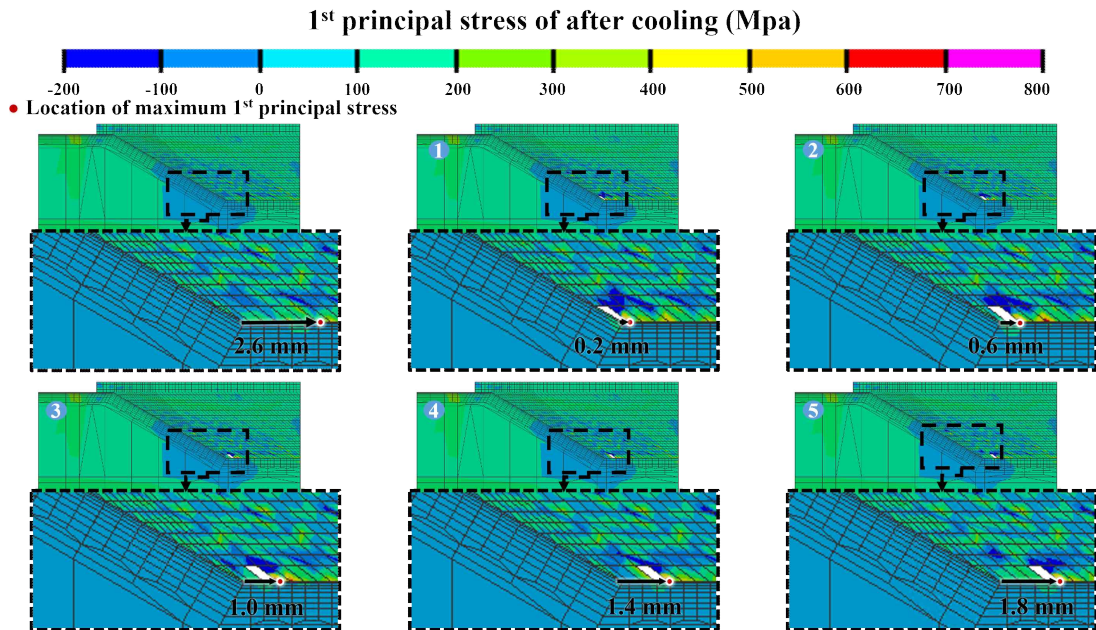 1st principal stress of after cooling (Mpa)
-200 -100 0 100 200 300 400 500 600 700 800
Location of maximum 1st principal stress
1 2
2.6 mm 0.2 mm 0.6 mm
3 4 5
1.0 mm 1.4 mm 1.8 mm